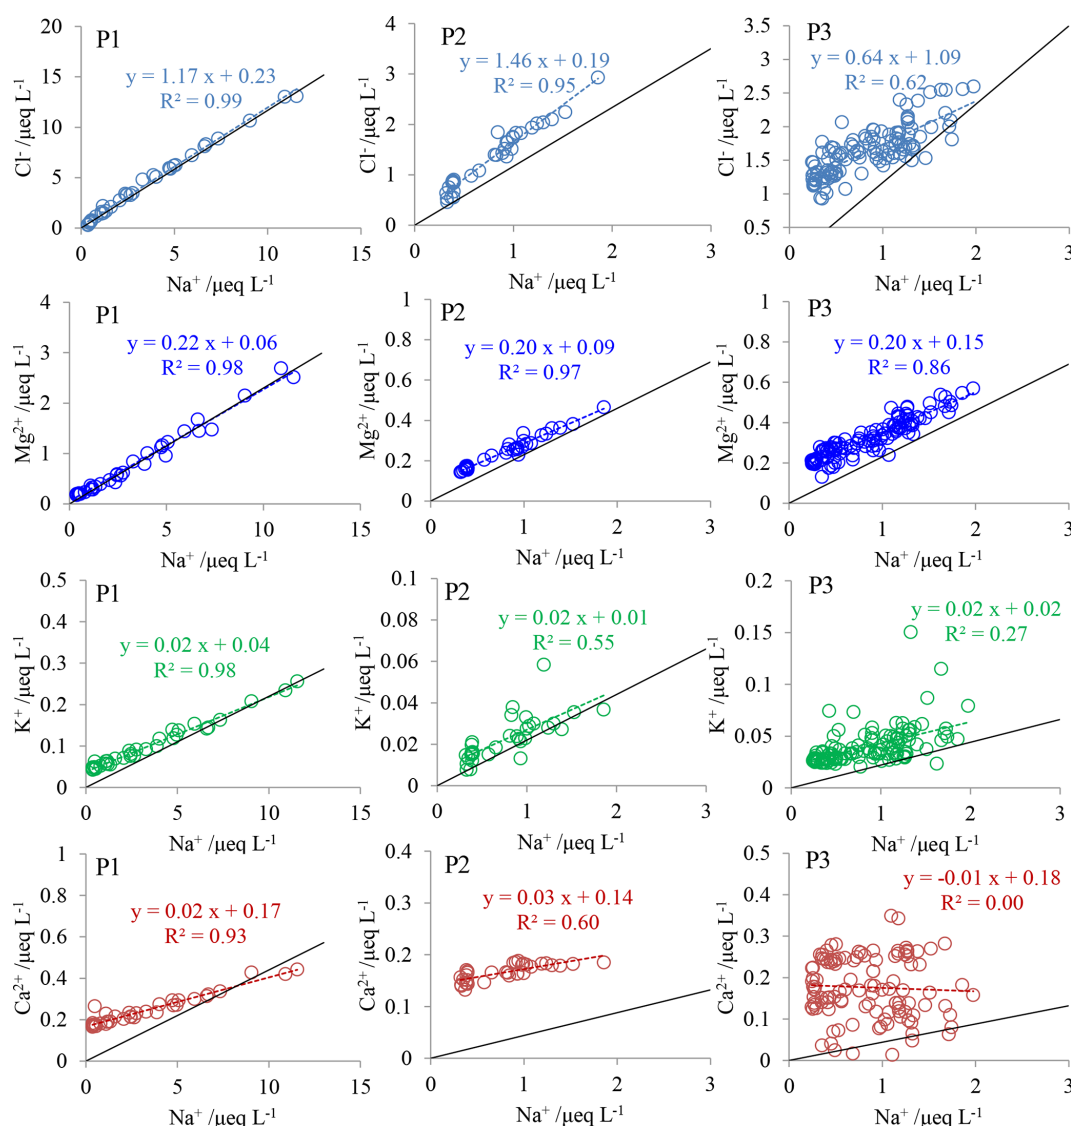 P1
y = 1.17 x + 0.23
R² = 0.99
Cl⁻ /μeq L⁻¹
20
15
10
5
0
0 5 10 15
Na⁺ /μeq L⁻¹
P2
y = 1.46 x + 0.19
R² = 0.95
Cl⁻ /μeq L⁻¹
4
3
2
1
0
0 1 2 3
Na⁺ /μeq L⁻¹
P3
y = 0.64 x + 1.09
R² = 0.62
Cl⁻ /μeq L⁻¹
3.5
3
2.5
2
1.5
1
0.5
0 1 2 3
Na⁺ /μeq L⁻¹
P1
y = 0.22 x + 0.06
R² = 0.98
Mg²⁺ /μeq L⁻¹
4
3
2
1
0
0 5 10 15
Na⁺ /μeq L⁻¹
P2
y = 0.20 x + 0.09
R² = 0.97
Mg²⁺ /μeq L⁻¹
1
0.8
0.6
0.4
0.2
0
0 1 2 3
Na⁺ /μeq L⁻¹
P3
y = 0.20 x + 0.15
R² = 0.86
Mg²⁺ /μeq L⁻¹
1
0.8
0.6
0.4
0.2
0
0 1 2 3
Na⁺ /μeq L⁻¹
P1
y = 0.02 x + 0.04
R² = 0.98
K⁺ /μeq L⁻¹
0.5
0.4
0.3
0.2
0.1
0
0 5 10 15
Na⁺ /μeq L⁻¹
P2
y = 0.02 x + 0.01
R² = 0.55
K⁺ /μeq L⁻¹
0.1
0.08
0.06
0.04
0.02
0
0 1 2 3
Na⁺ /μeq L⁻¹
P3
y = 0.02 x + 0.02
R² = 0.27
K⁺ /μeq L⁻¹
0.2
0.15
0.1
0.05
0
0 1 2 3
Na⁺ /μeq L⁻¹
P1
y = 0.02 x + 0.17
R² = 0.93
Ca²⁺ /μeq L⁻¹
1
0.8
0.6
0.4
0.2
0
0 5 10 15
Na⁺ /μeq L⁻¹
P2
y = 0.03 x + 0.14
R² = 0.60
Ca²⁺ /μeq L⁻¹
0.4
0.3
0.2
0.1
0
0 1 2 3
Na⁺ /μeq L⁻¹
P3
y = -0.01 x + 0.18
R² = 0.00
Ca²⁺ /μeq L⁻¹
0.5
0.4
0.3
0.2
0.1
0
0 1 2 3
Na⁺ /μeq L⁻¹